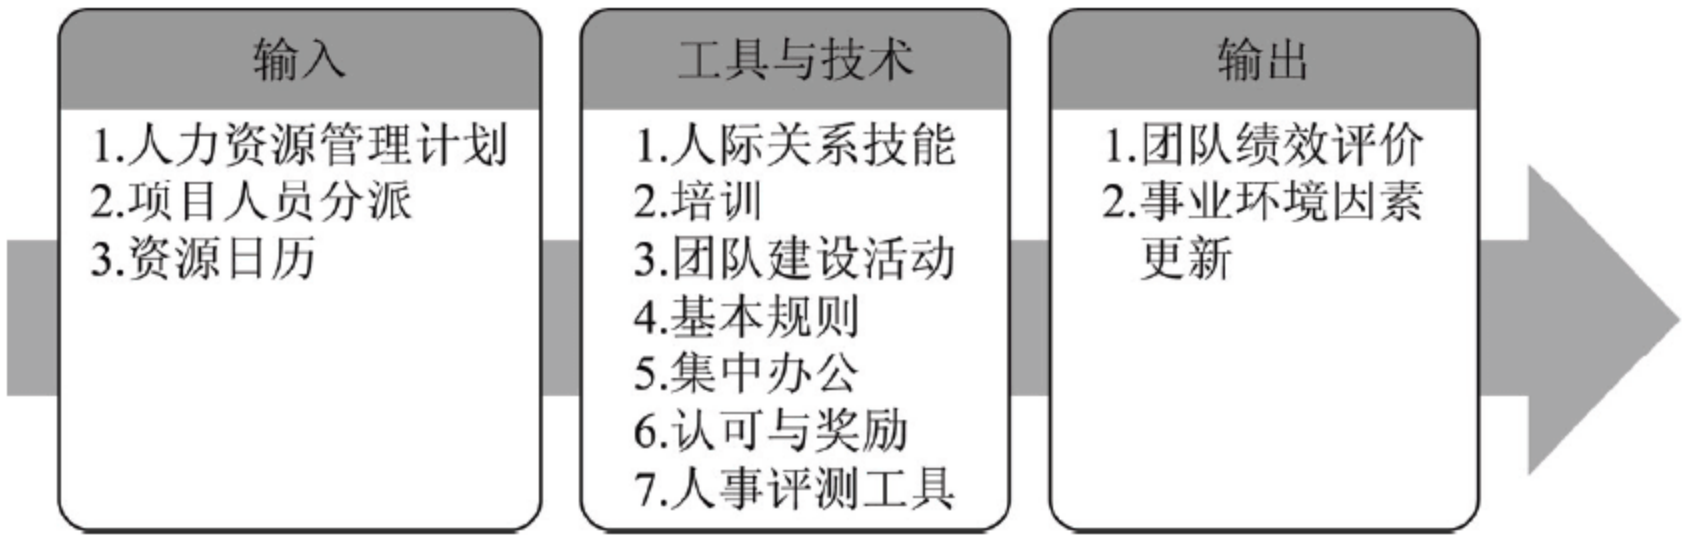 输入
1.人力资源管理计划
2.项目人员分派
3.资源日历
工具与技术
1.人际关系技能
2.培训
3.团队建设活动
4.基本规则
5.集中办公
6.认可与奖励
7.人事评测工具
输出
1.团队绩效评价
2.事业环境因素
更新